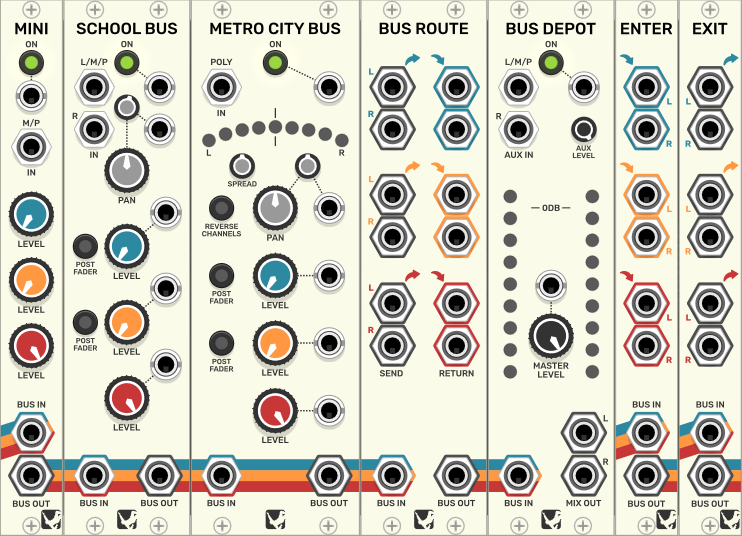 MINI
ON
M/P
IN
LEVEL
LEVEL
LEVEL
BUS IN
BUS OUT
SCHOOL BUS
ON
L/M/P
R
IN
PAN
POST
FADER
LEVEL
POST
FADER
LEVEL
LEVEL
BUS IN
BUS OUT
METRO CITY BUS
ON
POLY
IN
L
R
SPREAD
REVERSE
CHANNELS
PAN
POST
FADER
LEVEL
POST
FADER
LEVEL
LEVEL
BUS IN
BUS OUT
BUS ROUTE
L
R
L
R
L
R
SEND
RETURN
BUS IN
BUS OUT
BUS DEPOT
ON
L/M/P
R
AUX IN
AUX
LEVEL
0DB
MASTER
LEVEL
L
R
BUS IN
MIX OUT
ENTER
L
R
L
R
L
R
BUS IN
BUS OUT
EXIT
L
R
L
R
L
R
BUS IN
BUS OUT